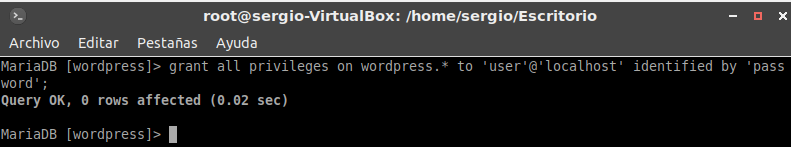 root@sergio-VirtualBox: /home/sergio/Escritorio
Archivo Editar Pestañas Ayuda
MariaDB [wordpress]> grant all privileges on wordpress.* to 'user'@'localhost' identified by 'pass
word';
Query OK, 0 rows affected (0.02 sec)
MariaDB [wordpress]>